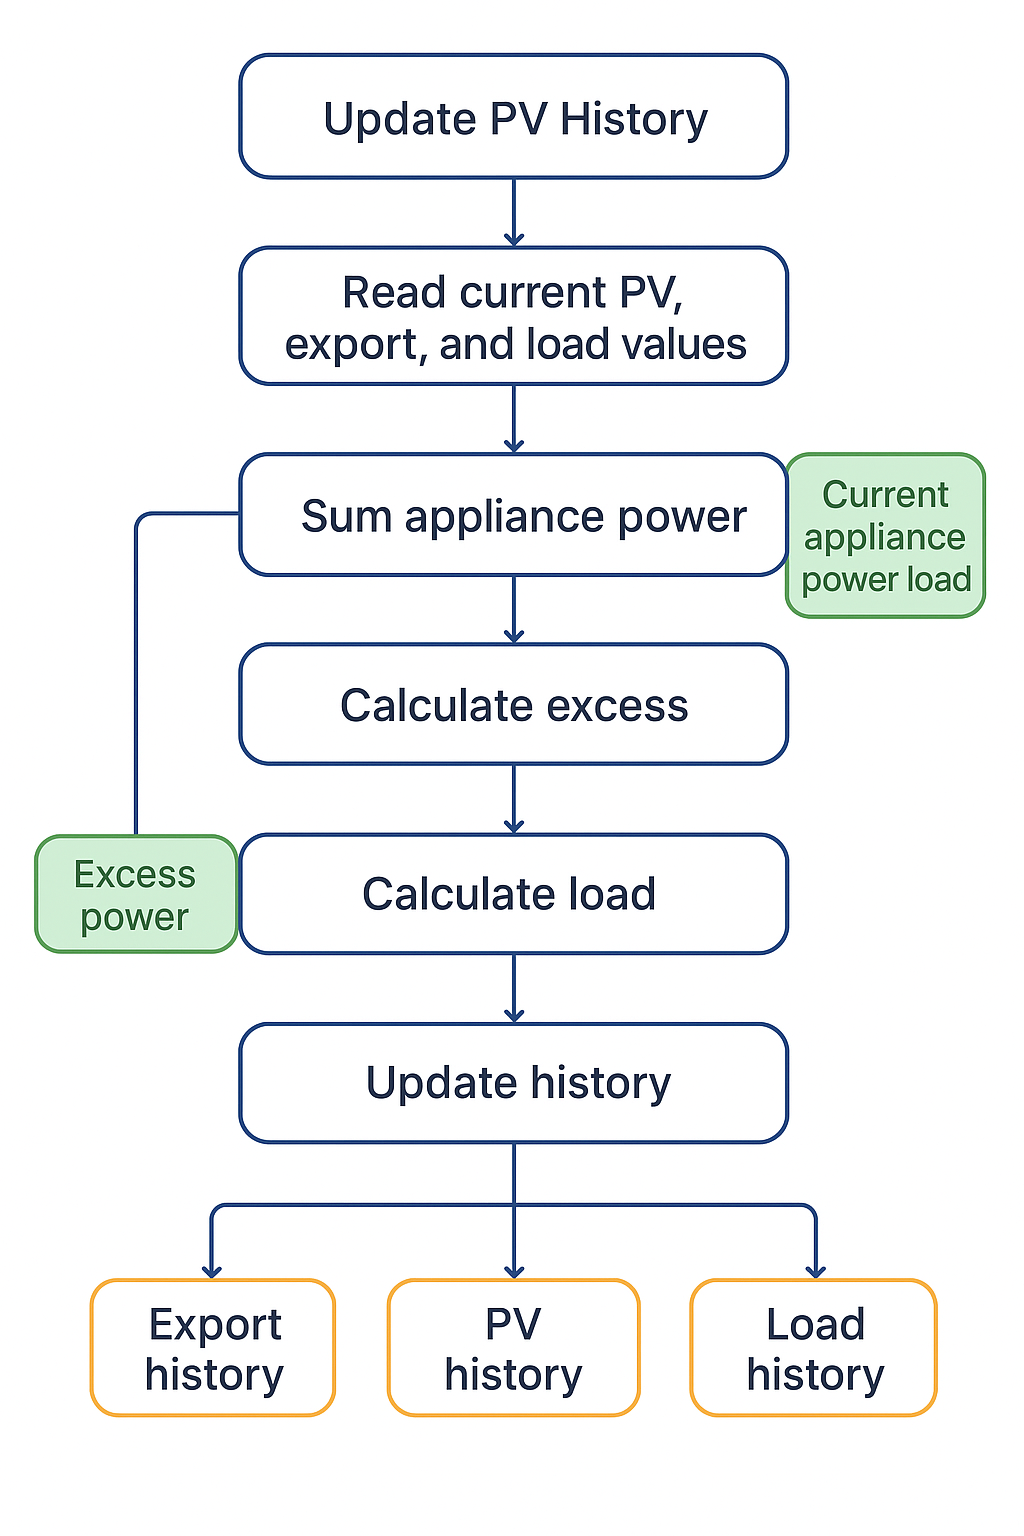 Update PV History
Read current PV,
export, and load values
Sum appliance power
Current
appliance
power load
Calculate excess
Excess
power
Calculate load
Update history
Export
history
PV
history
Load
history